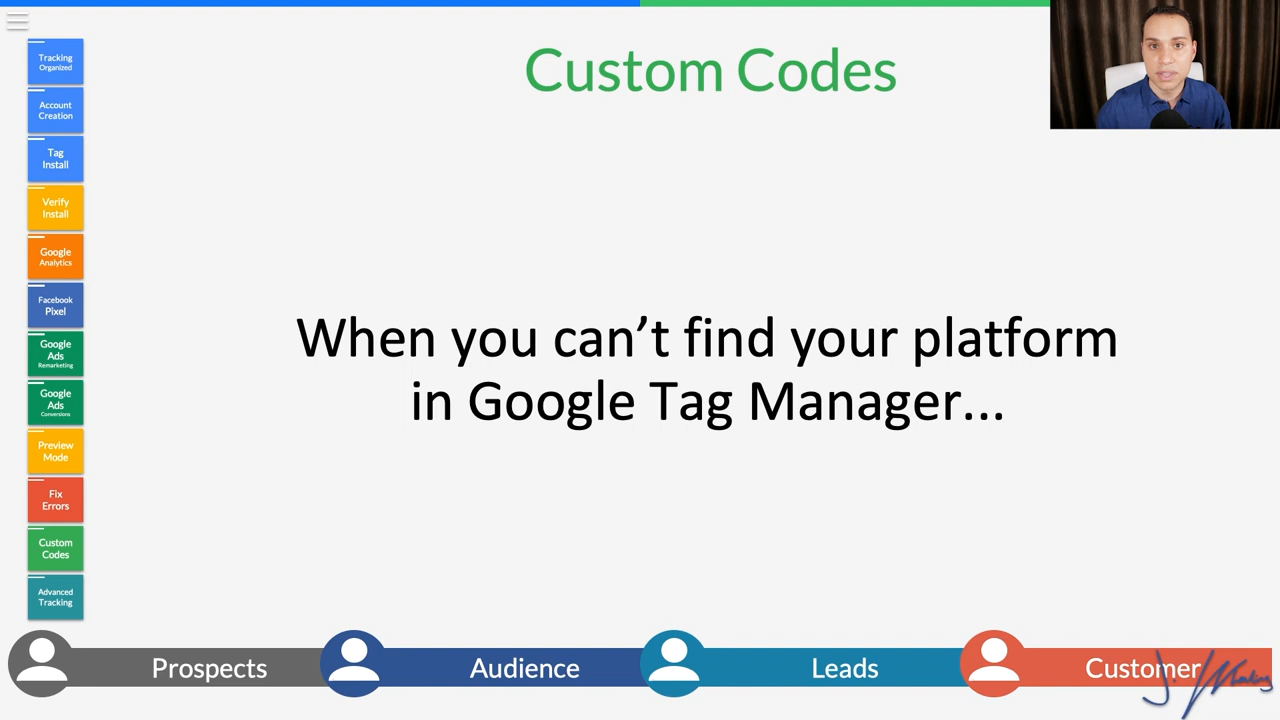 Custom Codes
Tracking
Organized
Account
Creation
Tag
Install
Verify
Install
Google
Analytics
Facebook
Pixel
Google
Ads
Remarketing
Google
Ads
Conversions
Preview
Mode
Fix
Errors
Custom
Codes
Advanced
Tracking
When you can’t find your platform
in Google Tag Manager...
Prospects
Audience
Leads
Customer